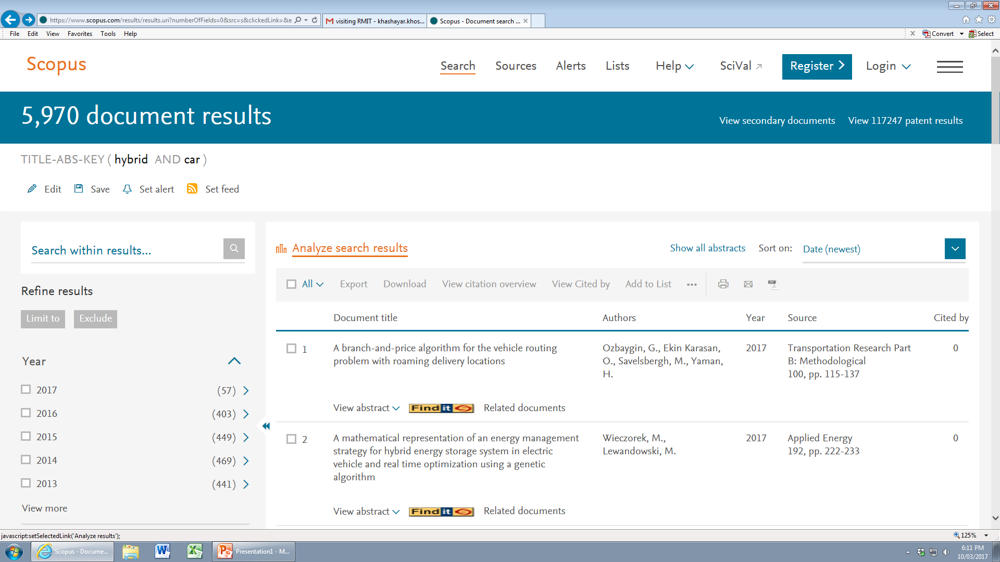 https://www.scopus.com/results/results.uri?numberOfFields=0&src=s&clickedLink=&e
visiting RMIT - khashayar.khos...
Scopus - Document search ...
File Edit View Favorites Tools Help
Convert Select
Scopus
Search Sources Alerts Lists Help SciVal Register Login
5,970 document results
View secondary documents View 117247 patent results
TITLE-ABS-KEY ( hybrid AND car )
Edit Save Set alert Set feed
Search within results...
Analyze search results
Show all abstracts Sort on: Date (newest)
All Export Download View citation overview View Cited by Add to List ...
Refine results
Limit to Exclude
Document title Authors Year Source Cited by
1 A branch-and-price algorithm for the vehicle routing
problem with roaming delivery locations
Ozbaygin, G., Ekin Karasan,
O., Savelsbergh, M., Yaman,
H.
2017
Transportation Research Part
B: Methodological
100, pp. 115-137
0
View abstract Find it Related documents
2 A mathematical representation of an energy management
strategy for hybrid energy storage system in electric
vehicle and real time optimization using a genetic
algorithm
Wieczorek, M.,
Lewandowski, M.
2017
Applied Energy
192, pp. 222-233
0
View abstract Find it Related documents
Year
2017 (57)
2016 (403)
2015 (449)
2014 (469)
2013 (441)
View more
javascript:setSelectedLink('Analyze results');
125%
Scopus - Docume...
Presentation1 - M...
6:11 PM
10/03/2017